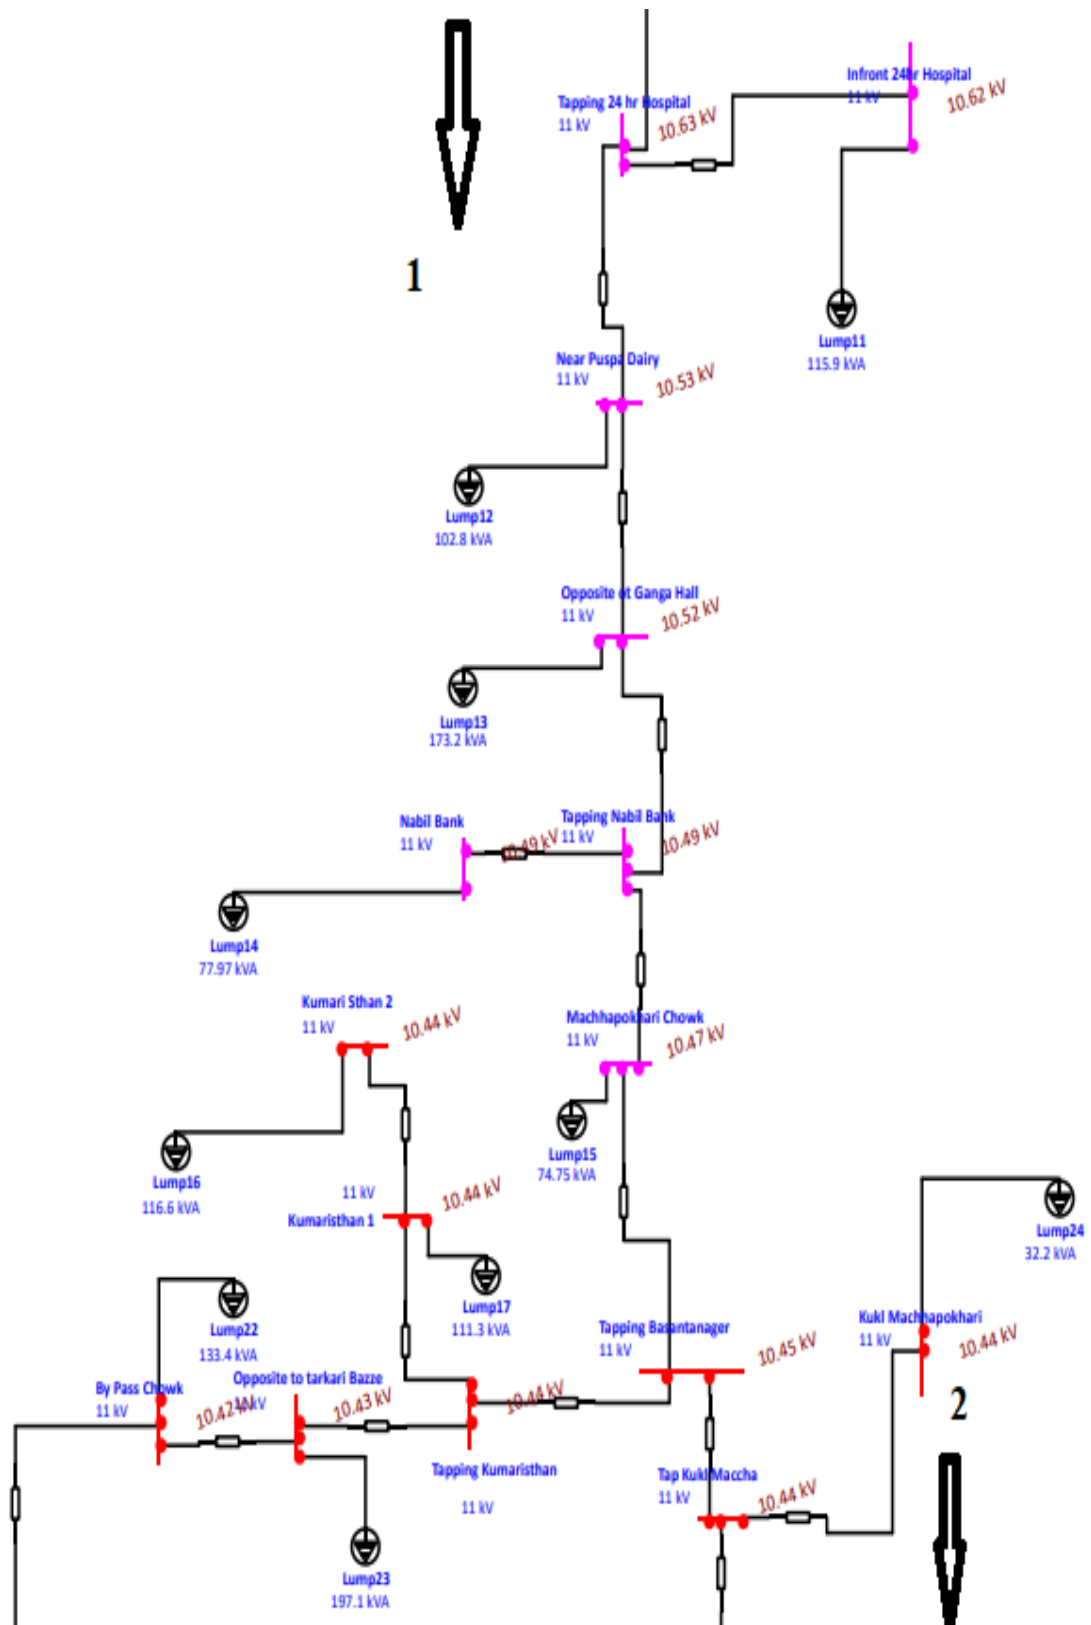 Infront 24hr Hospital
11 kV
10.62 kV
Tapping 24 hr Hospital
11 kV
10.63 kV
1
Lump11
115.9 kVA
Near Puspa Dairy
11 kV
10.53 kV
Lump12
102.8 kVA
Opposite ot Ganga Hall
11 kV
10.52 kV
Lump13
173.2 kVA
Nabil Bank
11 kV
10.49 kV
Tapping Nabil Bank
11 kV
10.49 kV
Lump14
77.97 kVA
Kumari Sthan 2
11 kV
10.44 kV
Machhapokhari Chowk
11 kV
10.47 kV
Lump15
74.75 kVA
Lump16
116.6 kVA
11 kV
Kumaristhan 1
10.44 kV
Lump24
32.2 kVA
Lump17
111.3 kVA
Lump22
133.4 kVA
Tapping Basantanager
11 kV
10.45 kV
Kukl Machhapokhari
11 kV
10.44 kV
By Pass Chowk
11 kV
10.42 kV
Opposite to tarkari Bazze
11 kV
10.43 kV
10.44 kV
Tapping Kumaristhan
11 kV
2
Tap Kukl Maccha
11 kV
10.44 kV
Lump23
197.1 kVA